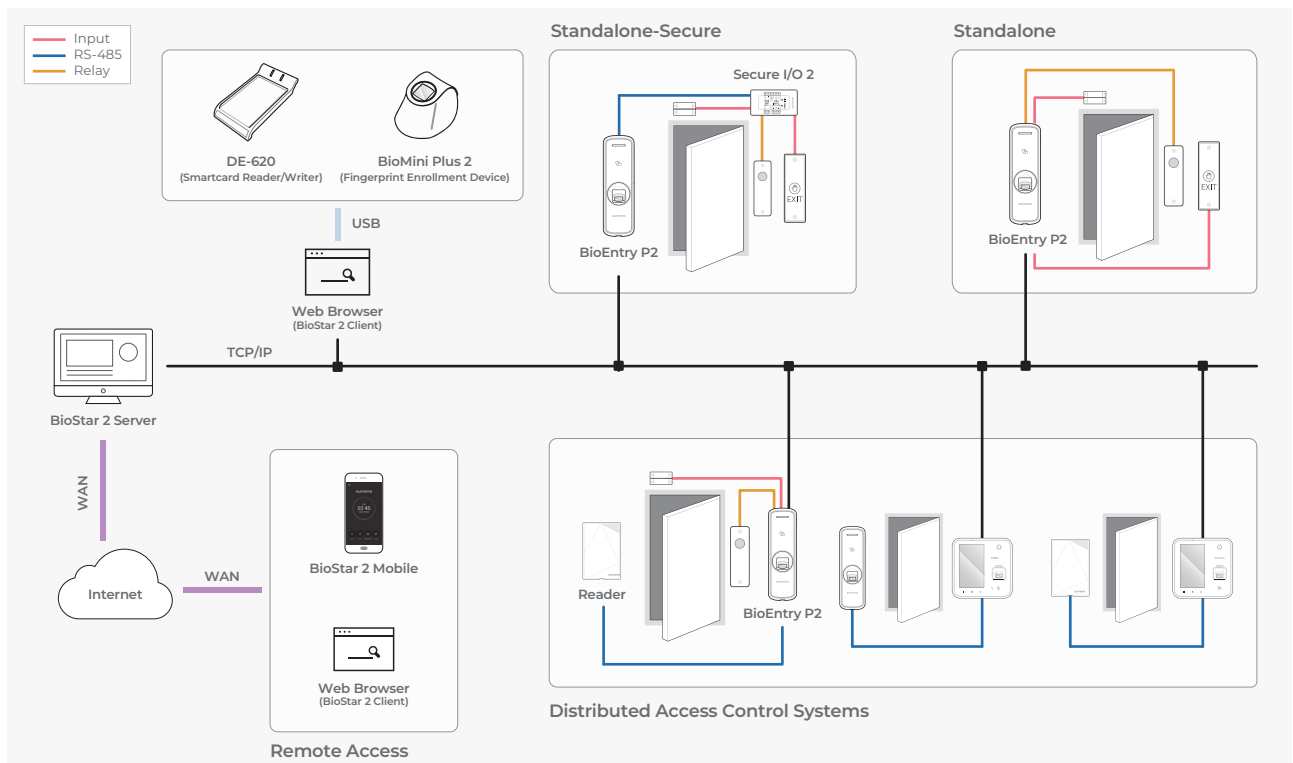 Input
RS-485
Relay
DE-620
(Smartcard Reader/Writer)
BioMini Plus 2
(Fingerprint Enrollment Device)
USB
Web Browser
(BioStar 2 Client)
Standalone-Secure
Secure I/O 2
EXIT
BioEntry P2
Standalone
EXIT
BioEntry P2
TCP/IP
BioStar 2 Server
WAN
Internet
WAN
02:45
BioStar 2 Mobile
Web Browser
(BioStar 2 Client)
Remote Access
Reader
BioEntry P2
Distributed Access Control Systems